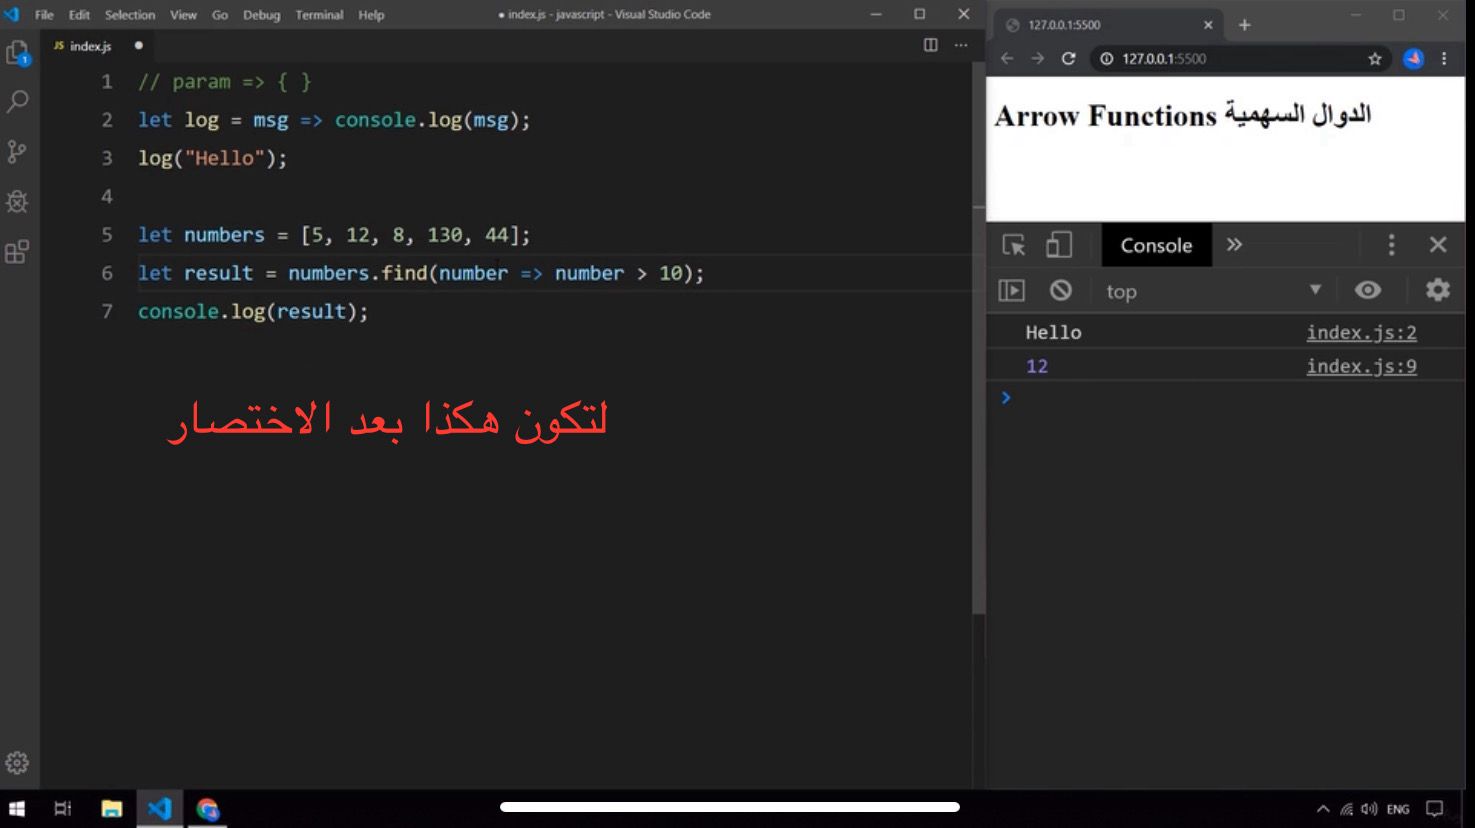 File Edit Selection View Go Debug Terminal Help
● index.js - javascript - Visual Studio Code
JS index.js ●
1
1 // param => { }
2 let log = msg => console.log(msg);
3 log("Hello");
4
5 let numbers = [5, 12, 8, 130, 44];
6 let result = numbers.find(number => number > 10);
7 console.log(result);
لتكون هكذا بعد الاختصار
127.0.0.1:5500
127.0.0.1:5500
Arrow Functions الدوال السهمية
Console
top
Hello index.js:2
12 index.js:9
ENG